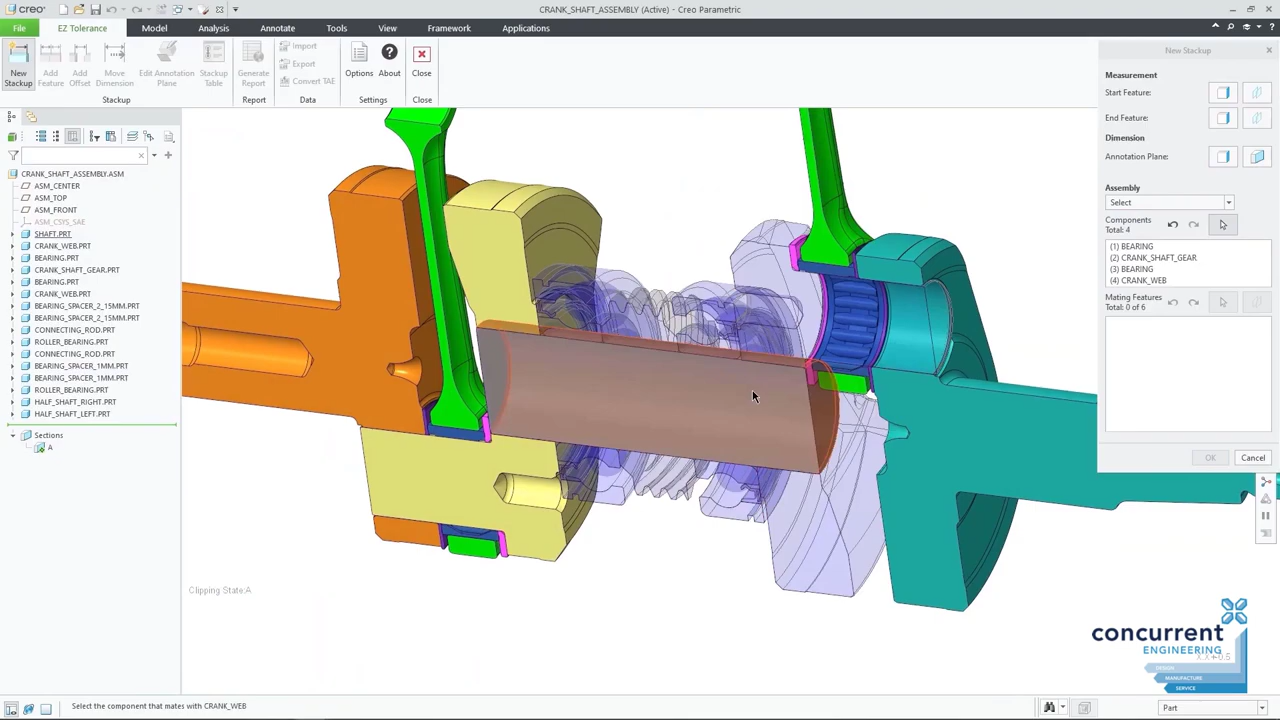 creo
CRANK_SHAFT_ASSEMBLY (Active) - Creo Parametric
File EZ Tolerance Model Analysis Annotate Tools View Framework Applications
New Stackup
Add Feature
Add Offset
Move Dimension
Edit Annotation Plane
Stackup Table
Generate Report
Import
Export
Convert TAE
Options
About
Close
Stackup Report Data Settings Close
CRANK_SHAFT_ASSEMBLY.ASM
ASM_CENTER
ASM_TOP
ASM_FRONT
ASM_CSYS_SAE
SHAFT.PRT
CRANK_WEB.PRT
BEARING.PRT
CRANK_SHAFT_GEAR.PRT
BEARING.PRT
CRANK_WEB.PRT
BEARING_SPACER_2_15MM.PRT
BEARING_SPACER_2_15MM.PRT
CONNECTING_ROD.PRT
ROLLER_BEARING.PRT
CONNECTING_ROD.PRT
BEARING_SPACER_1MM.PRT
BEARING_SPACER_1MM.PRT
ROLLER_BEARING.PRT
HALF_SHAFT_RIGHT.PRT
HALF_SHAFT_LEFT.PRT
Sections
A
Clipping State:A
New Stackup
Measurement
Start Feature:
End Feature:
Dimension
Annotation Plane:
Assembly
Select
Components
Total: 4
(1) BEARING
(2) CRANK_SHAFT_GEAR
(3) BEARING
(4) CRANK_WEB
Mating Features
Total: 0 of 6
OK Cancel
concurrent
ENGINEERING
DESIGN
MANUFACTURE
SERVICE
Select the component that mates with CRANK_WEB
Part